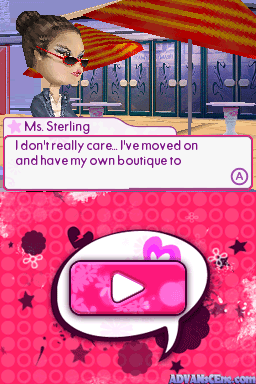 Ms. Sterling
I don't really care... I've moved on
and have my own boutique to
A
ADVANsCEne.com